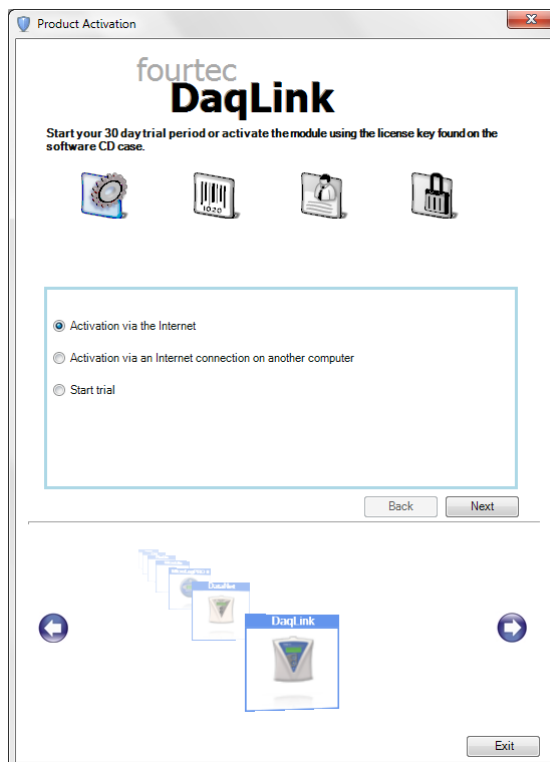 Product Activation
fourtec
DaqLink
Start your 30 day trial period or activate the module using the license key found on the
software CD case.
1020
Activation via the Internet
Activation via an Internet connection on another computer
Start trial
Back
Next
DataNet
DaqLink
Exit